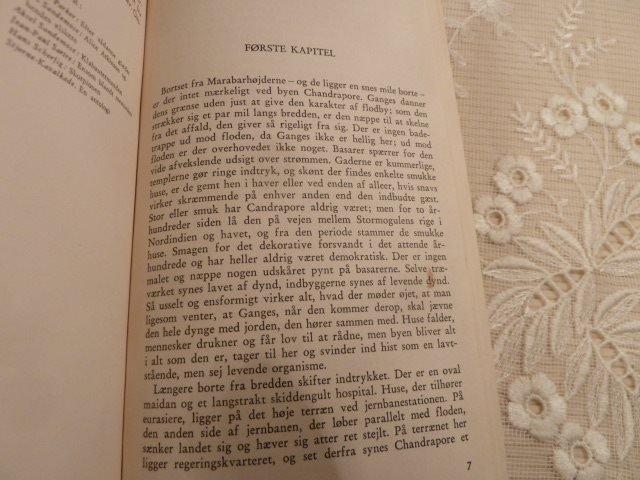 FØRSTE KAPITEL
Bortset fra Marabarhøjderne – og de ligger en snes mile borte –
er der intet mærkeligt ved byen Chandrapore. Ganges danner
dens grænse uden just at give den karakter af flodby; som den
strækker sig et par mil langs bredden, er den næppe til at skelne
fra det affald, den giver så rigeligt fra sig. Der er ingen bade-
trappe ud mod floden, da Ganges ikke er hellig her; ud mod
floden er der overhovedet ikke noget. Basarer spærrer for den
vide afvekslende udsigt over strømmen. Gaderne er kummerlige,
templerne gør ringe indtryk, og skønt der findes enkelte smukke
huse, er de gemt hen i haver eller ved enden af alleer, hvis snavs
virker skræmmende på enhver anden end den indbudte gæst.
Stor eller smuk har Candrapore aldrig været; men for to år-
hundreder siden lå den på vejen mellem Stormogulens rige i
Nordindien og havet, og fra den periode stammer de smukke
huse. Smagen for det dekorative forsvandt i det attende år-
hundrede og har heller aldrig været demokratisk. Der er ingen
malet og næppe nogen udskåret pynt på basarerne. Selve træ-
værket synes lavet af dynd, indbyggerne synes af levende dynd.
Så usselt og ensformigt virker alt, hvad der møder øjet, at man
ligesom venter, at Ganges, når den kommer derop, skal jævne
den hele dynge med jorden, den hører sammen med. Huse falder,
mennesker drukner og får lov til at rådne, men byen bliver alt
i alt som den er, tager til her og svinder ind hist som en lavt-
stående, men sej levende organisme.
Længere borte fra bredden skifter indtrykket. Der er en oval
maidan og et langstrakt skiddengult hospital. Huse, der tilhører
eurasiere, ligger på det høje terræn ved jernbanestationen. På
den anden side af jernbanen, der løber parallelt med floden,
sænker landet sig og hæver sig atter ret stejlt. På terrænet her
ligger regeringskvarteret, og set derfra synes Chandrapore et
7